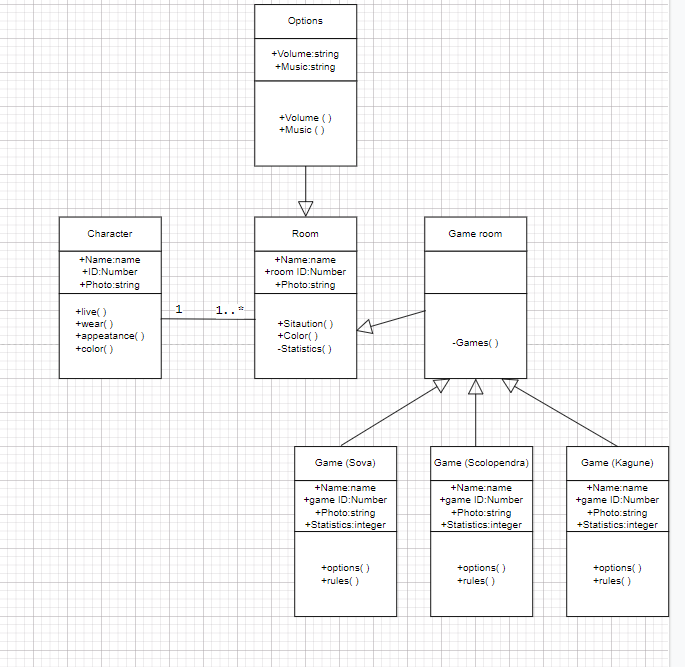 Options
+Volume:string
+Music:string
+Volume ( )
+Music ( )
Character
+Name:name
+ID:Number
+Photo:string
+live( )
+wear( )
+appeatance( )
+color( )
1
1..*
Room
+Name:name
+room ID:Number
+Photo:string
+Sitaution( )
+Color( )
-Statistics( )
Game room
-Games( )
Game (Sova)
+Name:name
+game ID:Number
+Photo:string
+Statistics:integer
+options( )
+rules( )
Game (Scolopendra)
+Name:name
+game ID:Number
+Photo:string
+Statistics:integer
+options( )
+rules( )
Game (Kagune)
+Name:name
+game ID:Number
+Photo:string
+Statistics:integer
+options( )
+rules( )